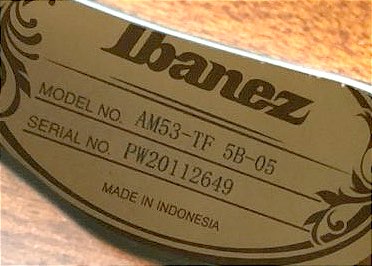 Ibanez
MODEL NO. AM53-TF 5B-05
SERIAL NO. PW20112649
MADE IN INDONESIA